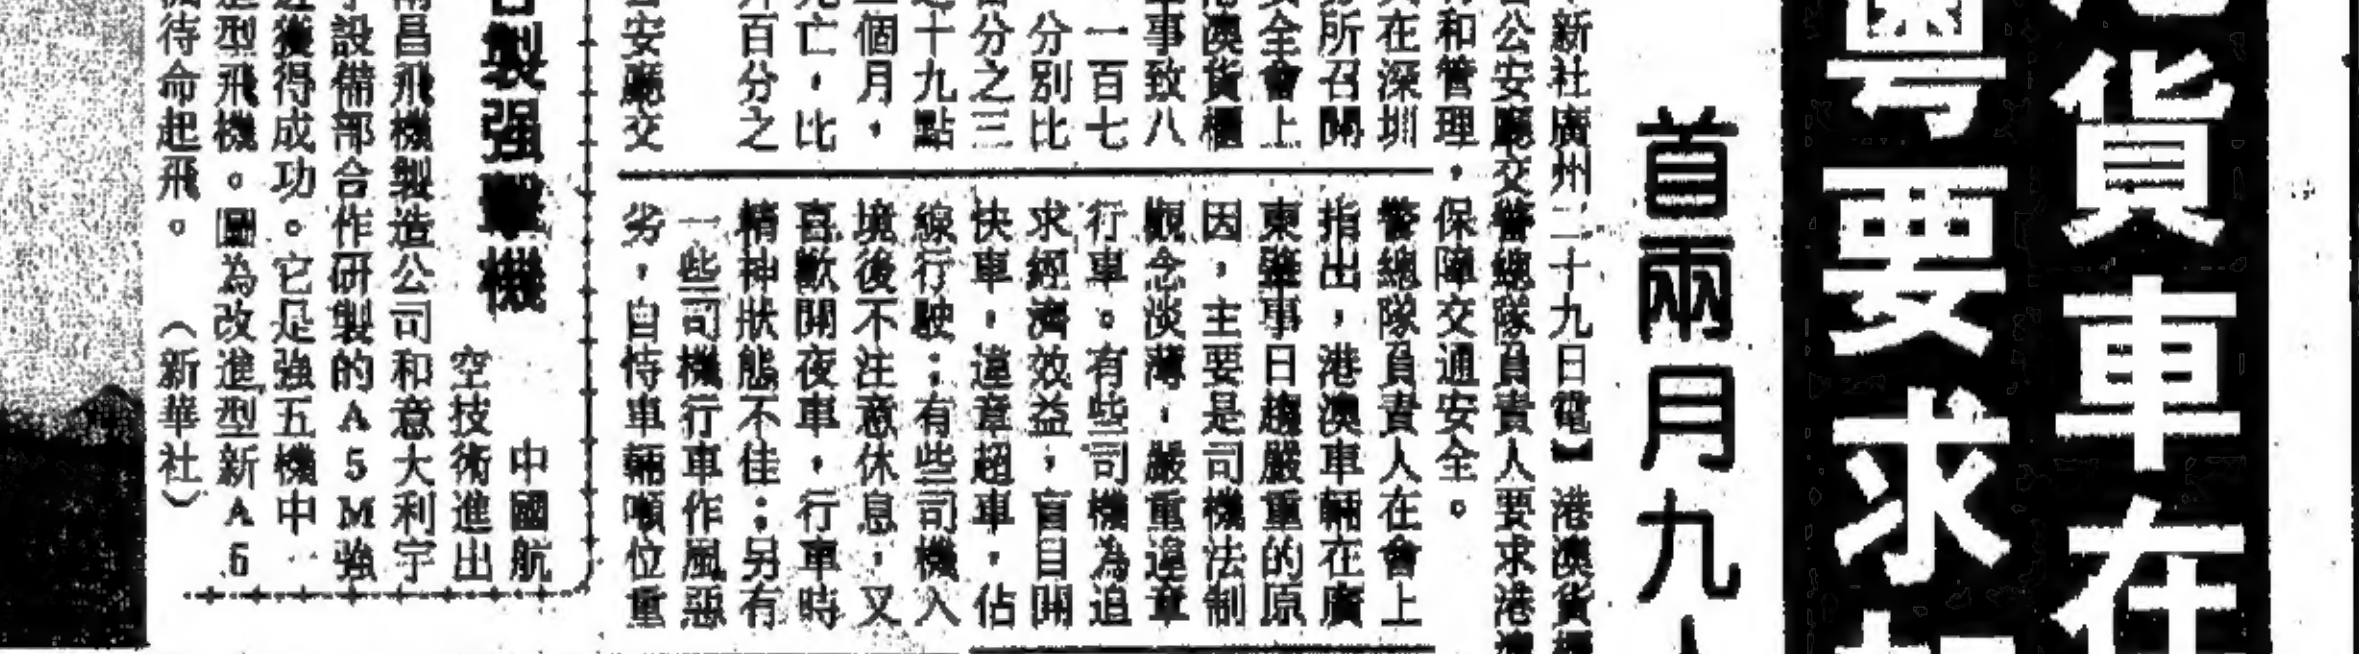 貨車在
粵要求
首兩月九
新社廣州二十九日電】港澳貨櫃
公安廳交警總隊負責人要求港澳
和管理，保障交通安全。
在深圳
所召開
全會上
澳貨櫃
事致八
一百七
分別比
分之三
十九點
個月，
亡，比
百分之
安廳交
警總隊負責人在會上
指出，港澳車輛在廣
東肇事日趨嚴重的原
因，主要是司機法制
觀念淡薄，嚴重違章
行車。有些司機為追
求經濟效益，盲目開
快車，違章超車，佔
線行駛；有些司機入
境後不注意休息，又
喜歡開夜車，行車時
精神狀態不佳；另有
一些司機行車作風惡
劣，自恃車輛噸位重
製强擊機
中國航
空技術進出
昌飛機製造公司和意大利宇
設備部合作研製的A5M強
獲得成功。它是強五機中
型飛機。圖為改進型新A5
待命起飛。（新華社）